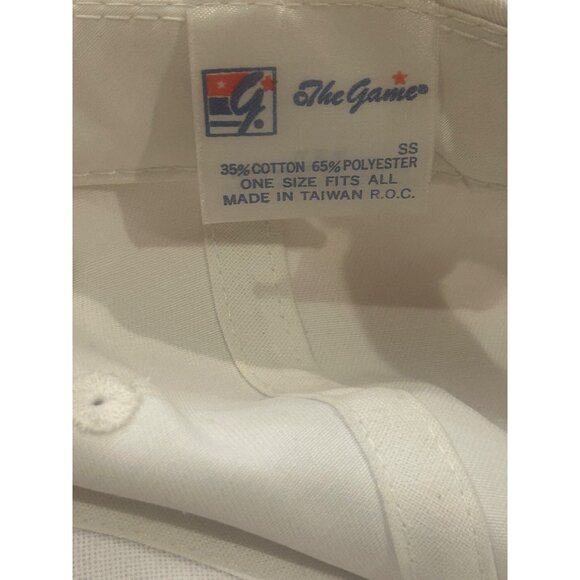 G.
The Game®
SS
35% COTTON 65% POLYESTER
ONE SIZE FITS ALL
MADE IN TAIWAN R.O.C.